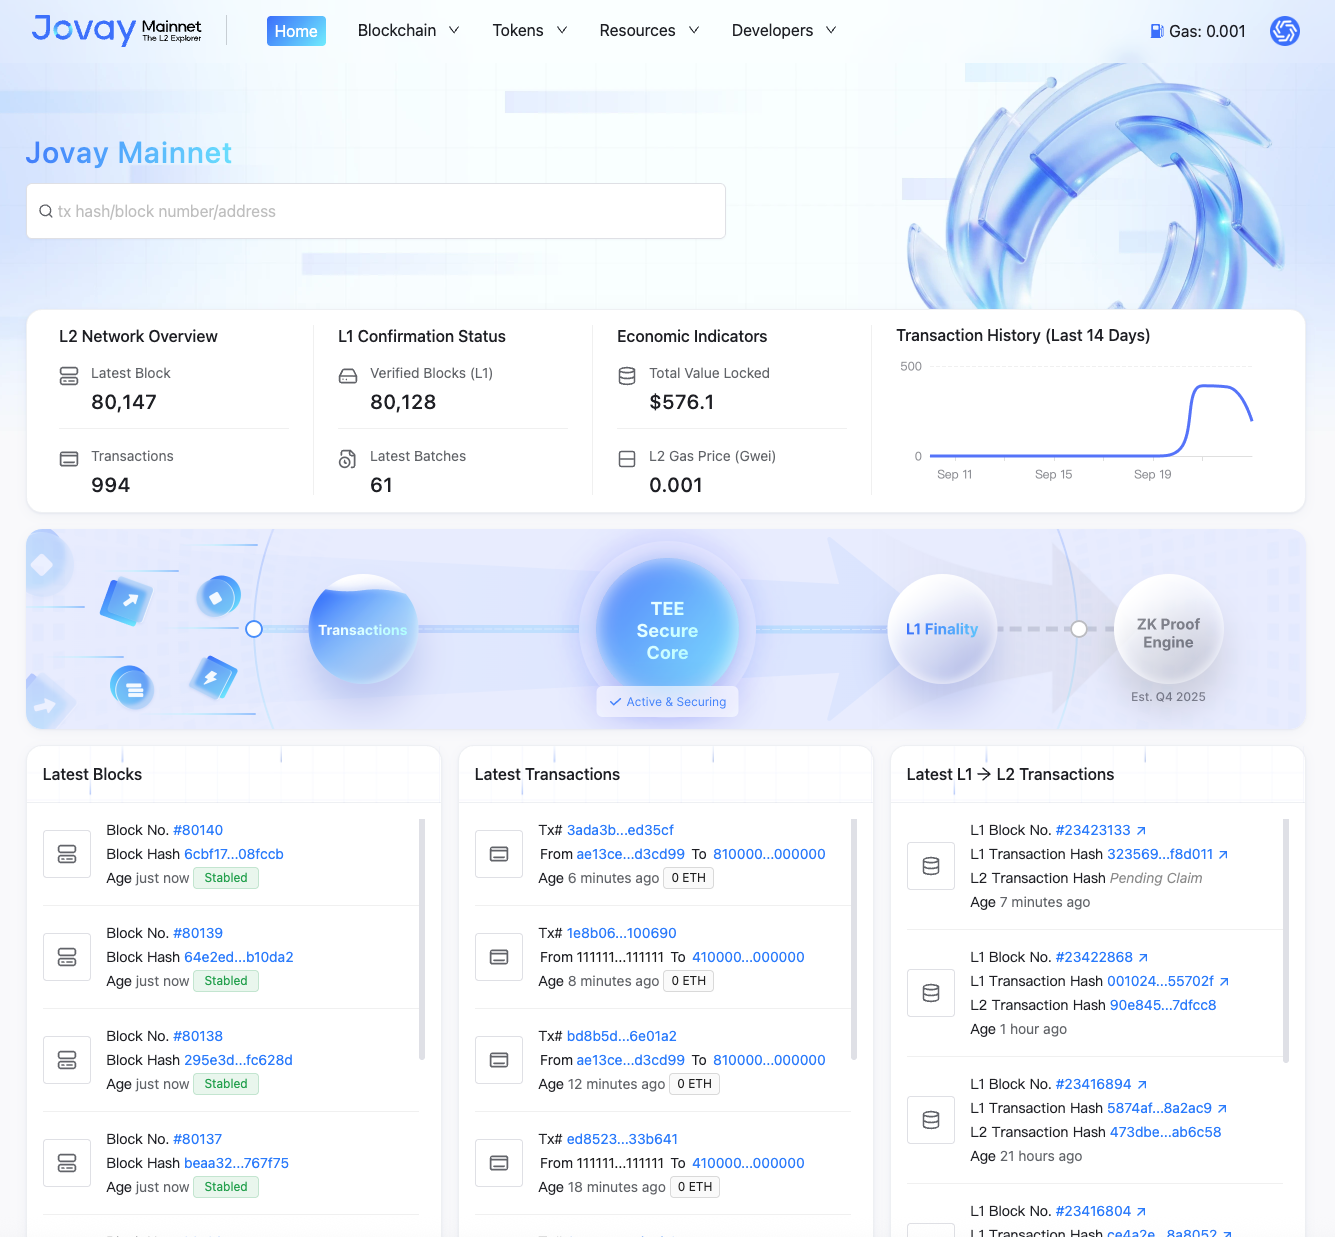 Jovay Mainnet
The L2 Explorer
Home
Blockchain
Tokens
Resources
Developers
Gas: 0.001
Jovay Mainnet
tx hash/block number/address
L2 Network Overview
Latest Block
80,147
Transactions
994
L1 Confirmation Status
Verified Blocks (L1)
80,128
Latest Batches
61
Economic Indicators
Total Value Locked
$576.1
L2 Gas Price (Gwei)
0.001
Transaction History (Last 14 Days)
500
0
Sep 11
Sep 15
Sep 19
Transactions
TEE
Secure
Core
Active & Securing
L1 Finality
ZK Proof
Engine
Est. Q4 2025
Latest Blocks
Block No. #80140
Block Hash 6cbf17...08fccb
Age just now Stabled
Block No. #80139
Block Hash 64e2ed...b10da2
Age just now Stabled
Block No. #80138
Block Hash 295e3d...fc628d
Age just now Stabled
Block No. #80137
Block Hash beaa32...767f75
Age just now Stabled
Latest Transactions
Tx# 3ada3b...ed35cf
From ae13ce...d3cd99 To 810000...000000
Age 6 minutes ago 0 ETH
Tx# 1e8b06...100690
From 111111...111111 To 410000...000000
Age 8 minutes ago 0 ETH
Tx# bd8b5d...6e01a2
From ae13ce...d3cd99 To 810000...000000
Age 12 minutes ago 0 ETH
Tx# ed8523...33b641
From 111111...111111 To 410000...000000
Age 18 minutes ago 0 ETH
Latest L1 → L2 Transactions
L1 Block No. #23423133 ↗
L1 Transaction Hash 323569...f8d011 ↗
L2 Transaction Hash Pending Claim
Age 7 minutes ago
L1 Block No. #23422868 ↗
L1 Transaction Hash 001024...55702f ↗
L2 Transaction Hash 90e845...7dfcc8
Age 1 hour ago
L1 Block No. #23416894 ↗
L1 Transaction Hash 5874af...8a2ac9 ↗
L2 Transaction Hash 473dbe...ab6c58
Age 21 hours ago
L1 Block No. #23416804 ↗
L1 Transaction Hash ce4a2e...8a8052 ↗